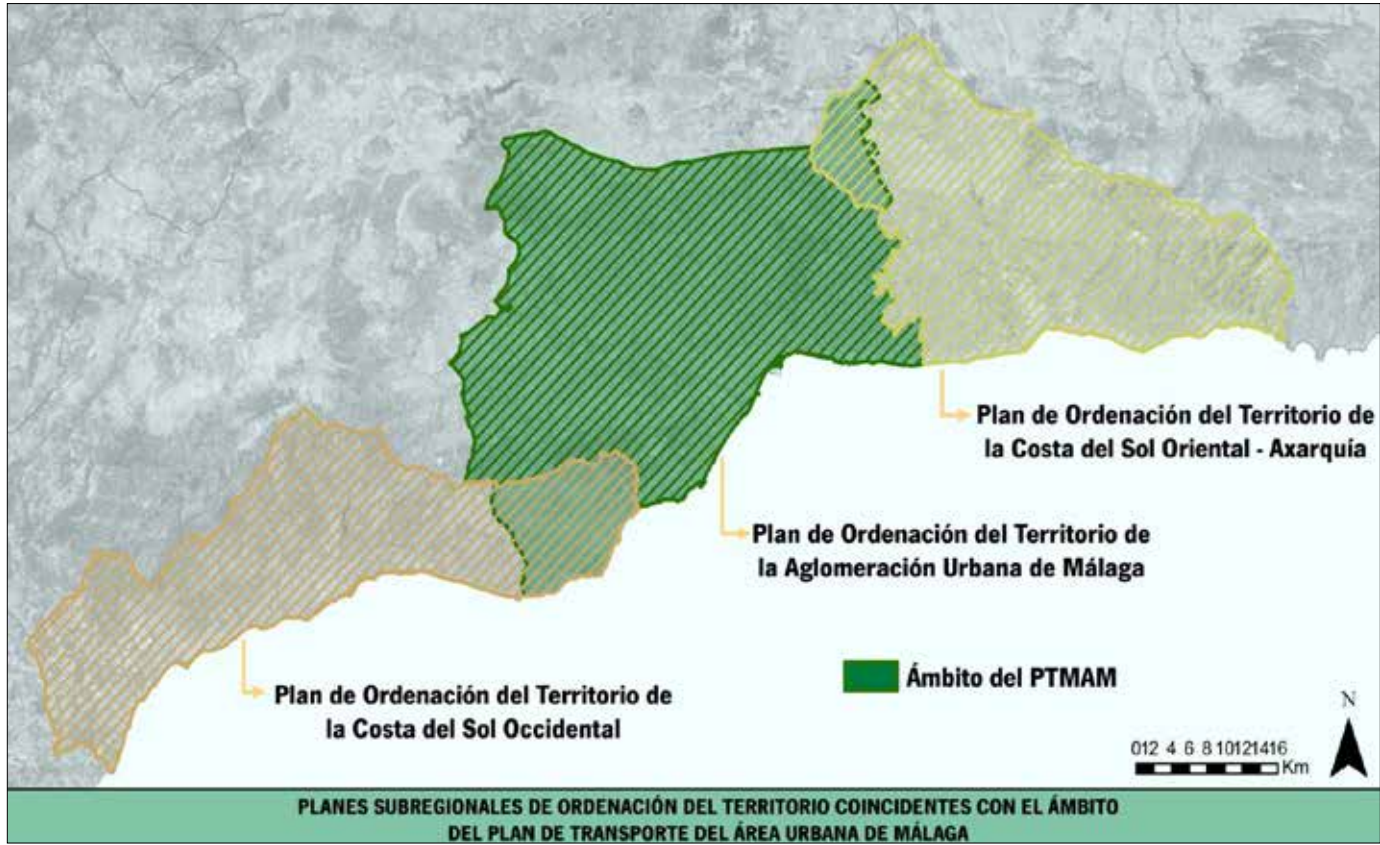 Plan de Ordenación del Territorio de
la Costa del Sol Oriental - Axarquía
Plan de Ordenación del Territorio de
la Aglomeración Urbana de Málaga
Ámbito del PTMAM
Plan de Ordenación del Territorio de
la Costa del Sol Occidental
N
012 4 6 8 10121416
Km
PLANES SUBREGIONALES DE ORDENACIÓN DEL TERRITORIO COINCIDENTES CON EL ÁMBITO
DEL PLAN DE TRANSPORTE DEL ÁREA URBANA DE MÁLAGA